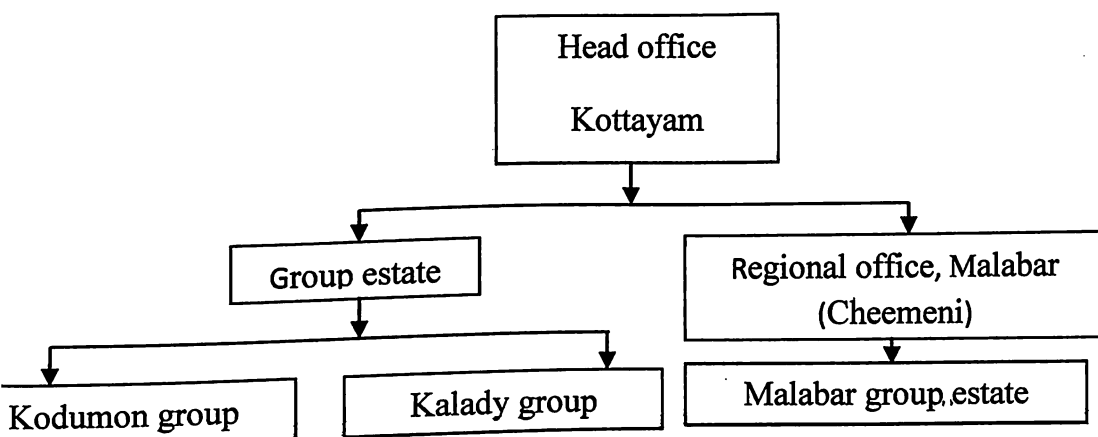 Head office
Kottayam
Group estate
Regional office, Malabar
(Cheemeni)
Kodumon group
Kalady group
Malabar group estate